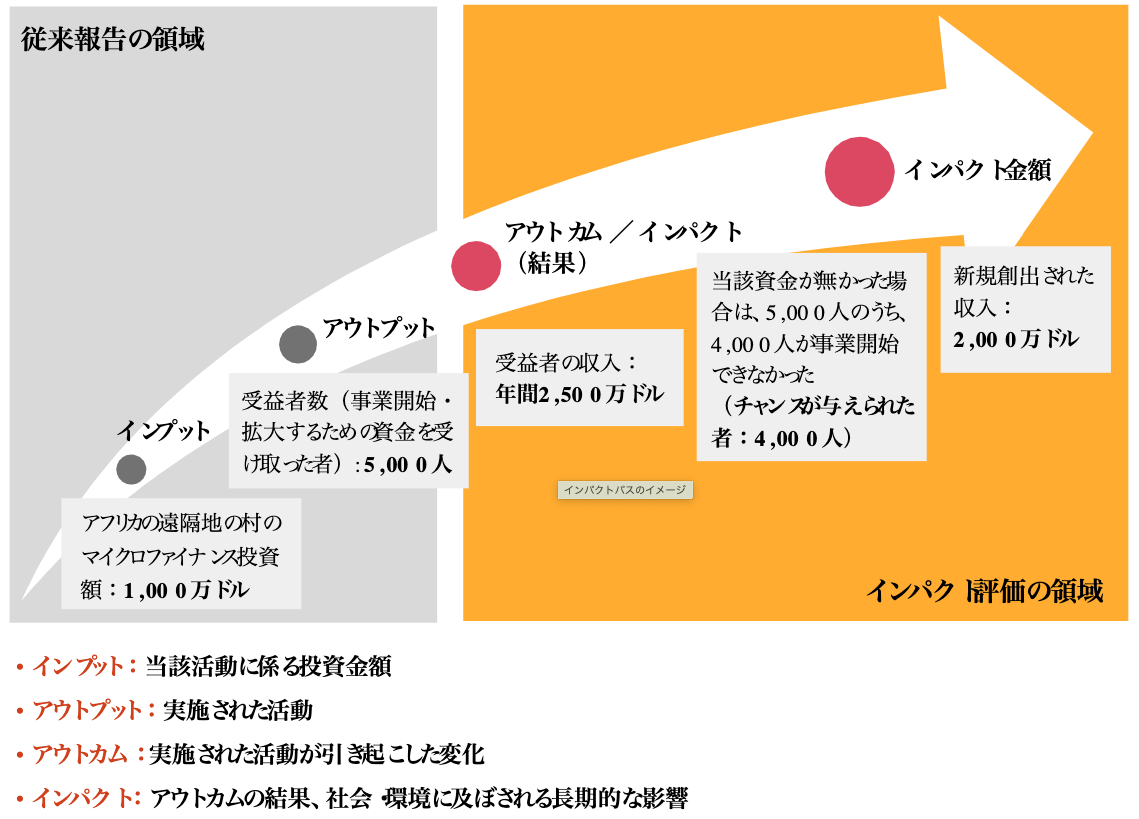 従来報告の領域
インパクト金額
アウトカム／インパクト
（結果）
アウトプット
インプット
アフリカの遠隔地の村の
マイクロファイナンス投資
額：1,000万ドル
受益者数（事業開始・
拡大するための資金を受
け取った者）:5,000人
受益者の収入：
年間2,500万ドル
当該資金が無かった場
合は、5,000人のうち、
4,000人が事業開始
できなかった
（チャンスが与えられた
者：4,000人）
新規創出された
収入：
2,000万ドル
インパクトパスのイメージ
インパクト評価の領域
・インプット：当該活動に係る投資金額
・アウトプット：実施された活動
・アウトカム：実施された活動が引き起こした変化
・インパクト：アウトカムの結果、社会・環境に及ぼされる長期的な影響